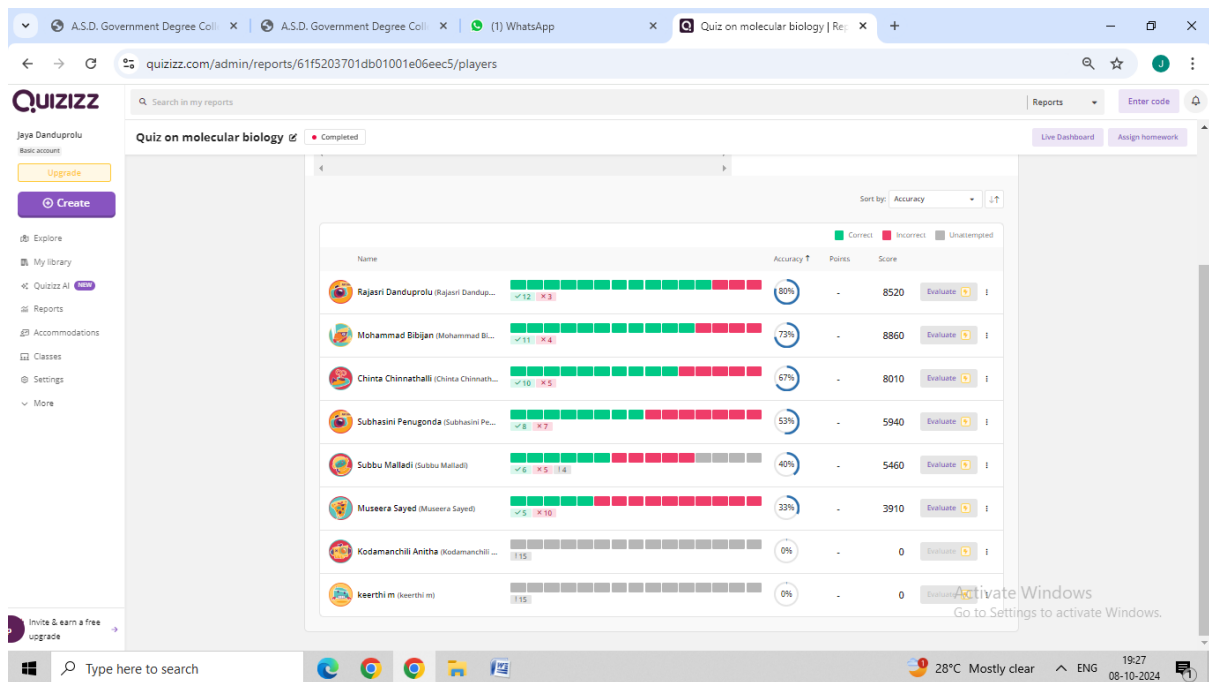 A.S.D. Government Degree Coll
A.S.D. Government Degree Coll
(1) WhatsApp
Quiz on molecular biology | Rep
quizizz.com/admin/reports/61f5203701db01001e06eec5/players
J
QUIZIZZ
Search in my reports
Reports
Enter code
Jaya Danduprolu
Basic account
Quiz on molecular biology
Completed
Live Dashboard
Assign homework
Upgrade
Create
Explore
My library
Quizizz AI NEW
Reports
Accommodations
Classes
Settings
More
Invite & earn a free
upgrade
Sort by: Accuracy
Correct Incorrect Unattempted
Name Accuracy Points Score
Rajasri Danduprolu (Rajasri Dandup... ✓12 ×3 80% - 8520 Evaluate
Mohammad Bibijan (Mohammad Bi... ✓11 ×4 73% - 8860 Evaluate
Chinta Chinnathalli (Chinta Chinnath... ✓10 ×5 67% - 8010 Evaluate
Subhasini Penugonda (Subhasini Pe... ✓8 ×7 53% - 5940 Evaluate
Subbu Malladi (Subbu Malladi) ✓6 ×5 !4 40% - 5460 Evaluate
Museera Sayed (Museera Sayed) ✓5 ×10 33% - 3910 Evaluate
Kodamanchili Anitha (Kodamanchili ... !15 0% - 0 Evaluate
keerthi m (keerthi m) !15 0% - 0 Evaluate
Activate Windows
Go to Settings to activate Windows.
Type here to search
28°C Mostly clear
ENG
19:27
08-10-2024